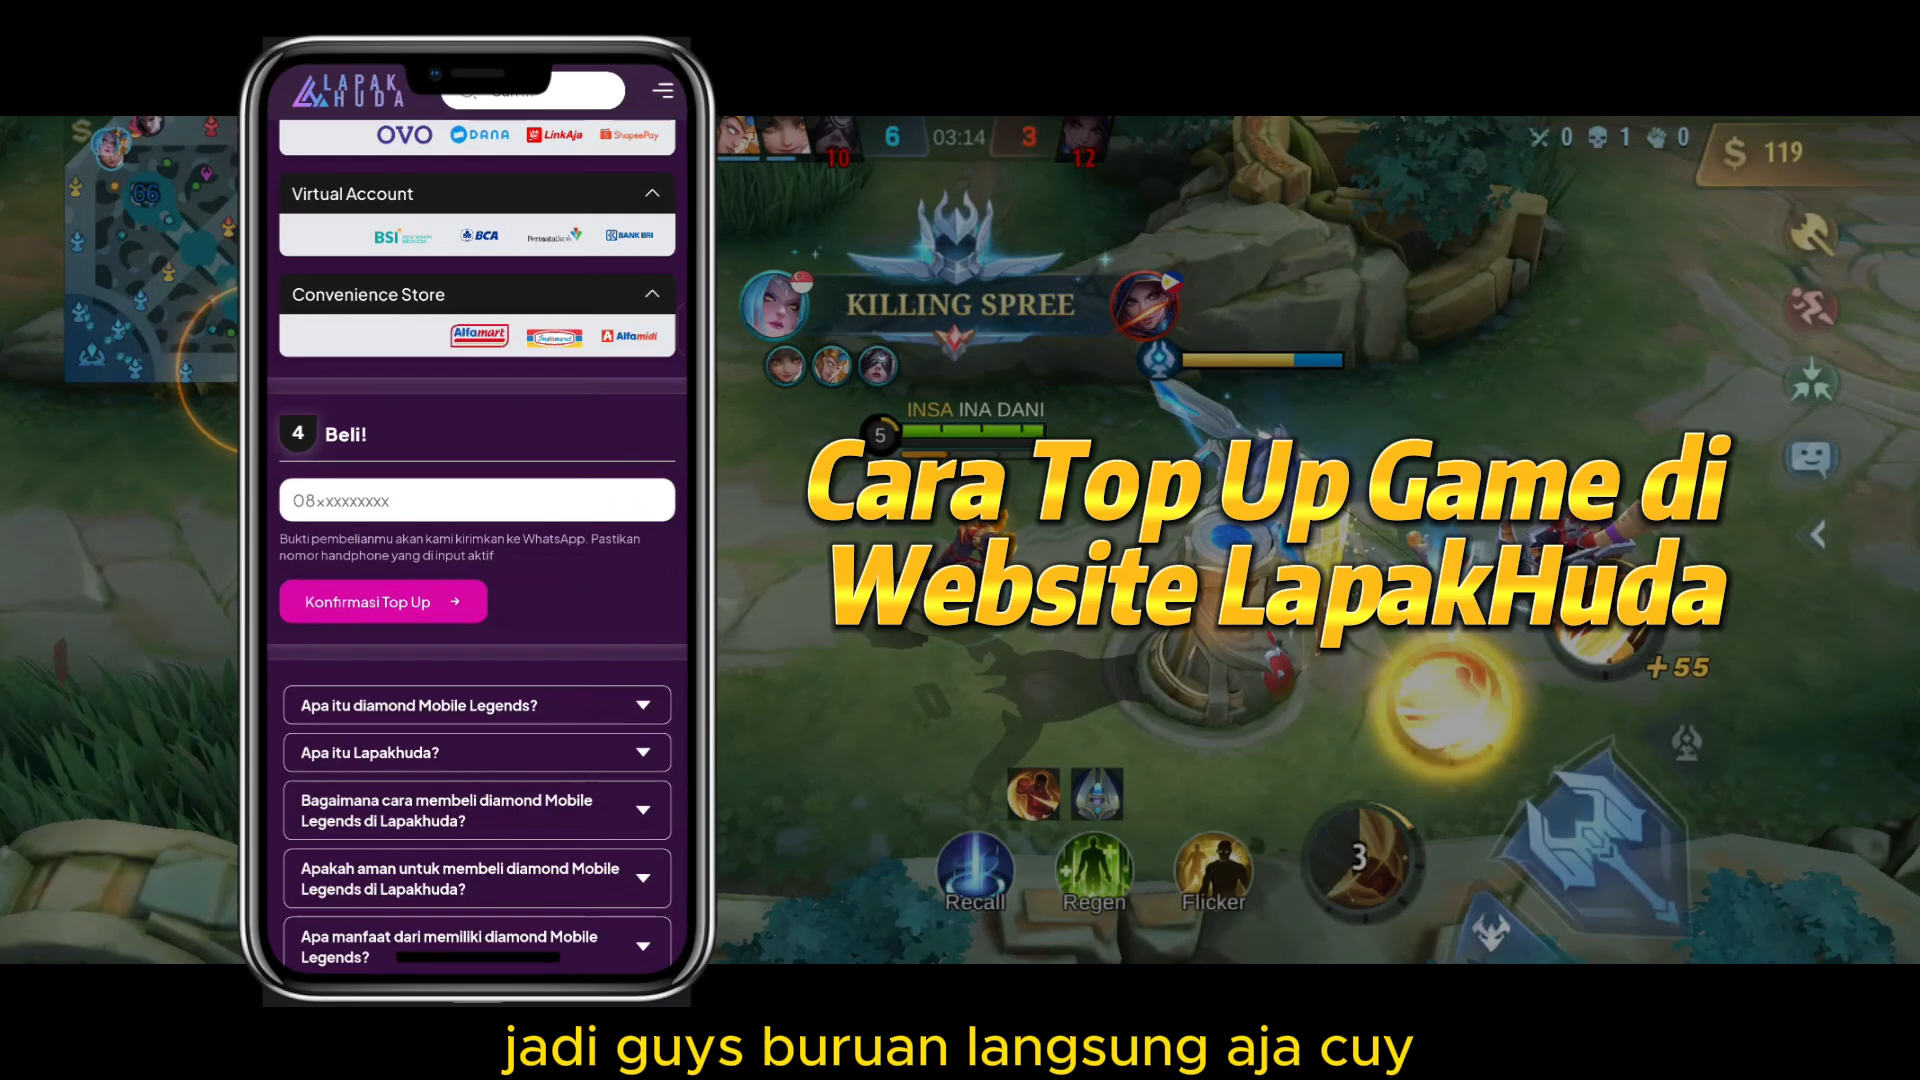 LAPAK
HUDA
OVO DANA LinkAja ShopeePay
Virtual Account
BSI BCA PermataBank BANK BRI
Convenience Store
Alfamart Indomaret Alfamidi
4 Beli!
08xxxxxxxxx
Bukti pembelianmu akan kami kirimkan ke WhatsApp. Pastikan
nomor handphone yang di input aktif
Konfirmasi Top Up →
Apa itu diamond Mobile Legends?
Apa itu Lapakhuda?
Bagaimana cara membeli diamond Mobile
Legends di Lapakhuda?
Apakah aman untuk membeli diamond Mobile
Legends di Lapakhuda?
Apa manfaat dari memiliki diamond Mobile
Legends?
6 03:14 3
10 12
0 1 0
$ 119
KILLING SPREE
INSA INA DANI
5
Cara Top Up Game di
Website LapakHuda
+55
3
Recall Regen Flicker
jadi guys buruan langsung aja cuy